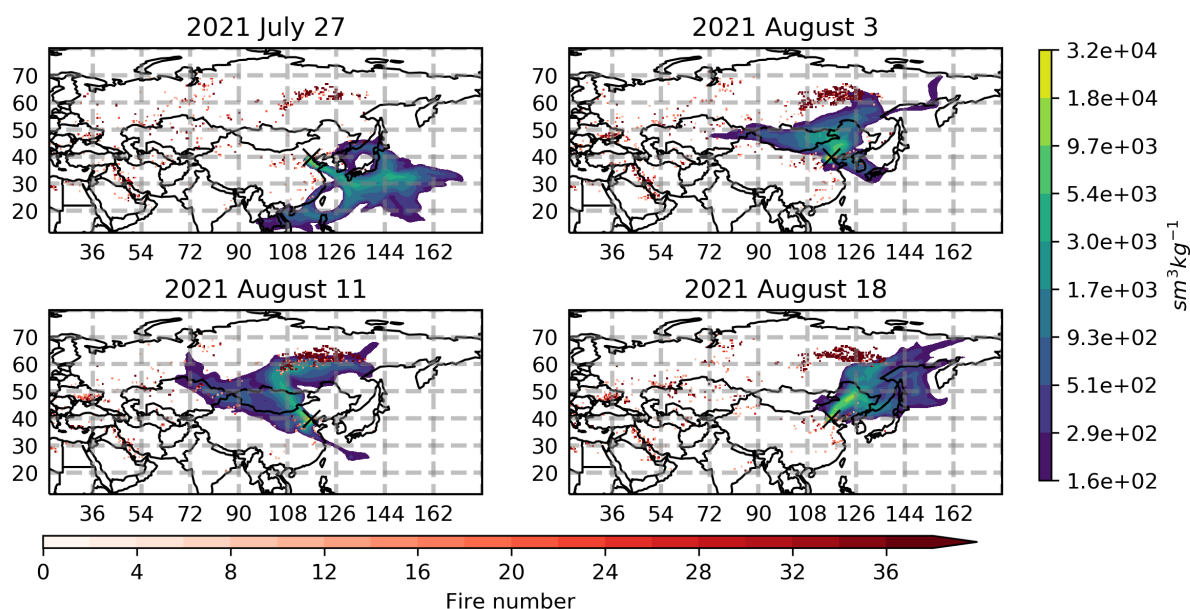 2021 July 27
2021 August 3
70
60
50
40
30
20
36 54 72 90 108 126 144 162
70
60
50
40
30
20
36 54 72 90 108 126 144 162
2021 August 11
2021 August 18
70
60
50
40
30
20
36 54 72 90 108 126 144 162
70
60
50
40
30
20
36 54 72 90 108 126 144 162
3.2e+04
1.8e+04
9.7e+03
5.4e+03
3.0e+03
1.7e+03
9.3e+02
5.1e+02
2.9e+02
1.6e+02
sm³kg⁻¹
0 4 8 12 16 20 24 28 32 36
Fire number